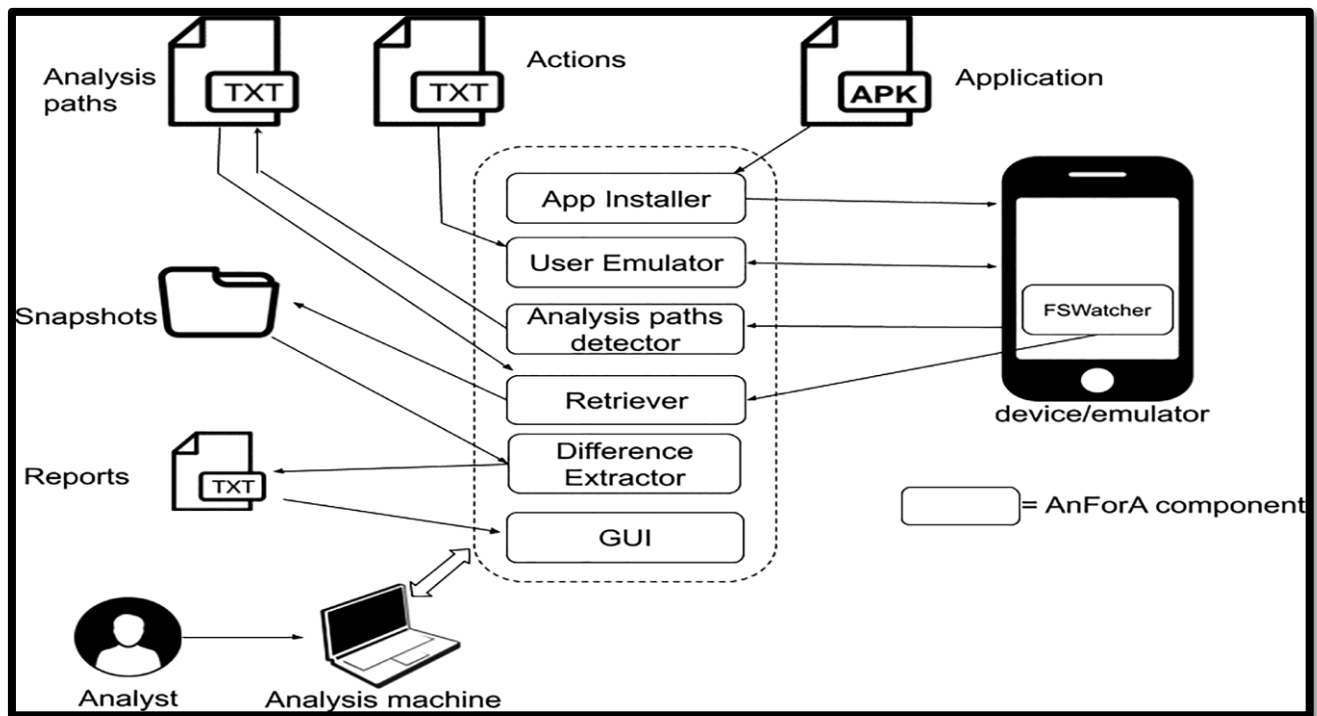 Analysis
paths
TXT
TXT
Actions
APK
Application
App Installer
User Emulator
Analysis paths
detector
Retriever
Difference
Extractor
GUI
FSWatcher
device/emulator
Snapshots
Reports
TXT
= AnForA component
Analyst
Analysis machine